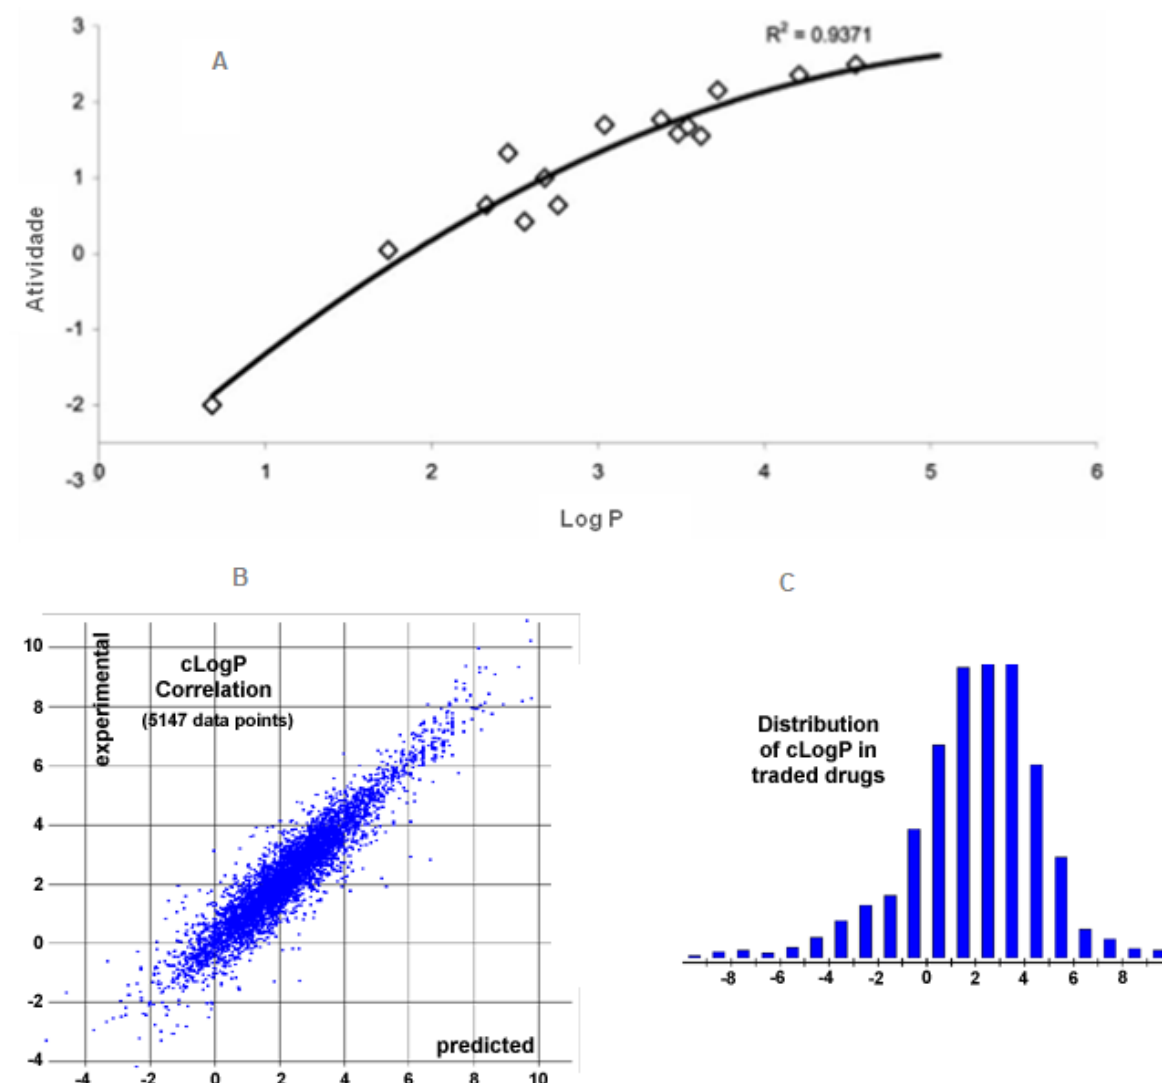 A
R² = 0.9371
3
2
1
0
-1
-2
-3
Atividade
0 1 2 3 4 5 6
Log P
B
C
experimental
cLogP
Correlation
(5147 data points)
10
8
6
4
2
0
-2
-4
predicted
-4 -2 0 2 4 6 8 10
Distribution
of cLogP in
traded drugs
-8 -6 -4 -2 0 2 4 6 8